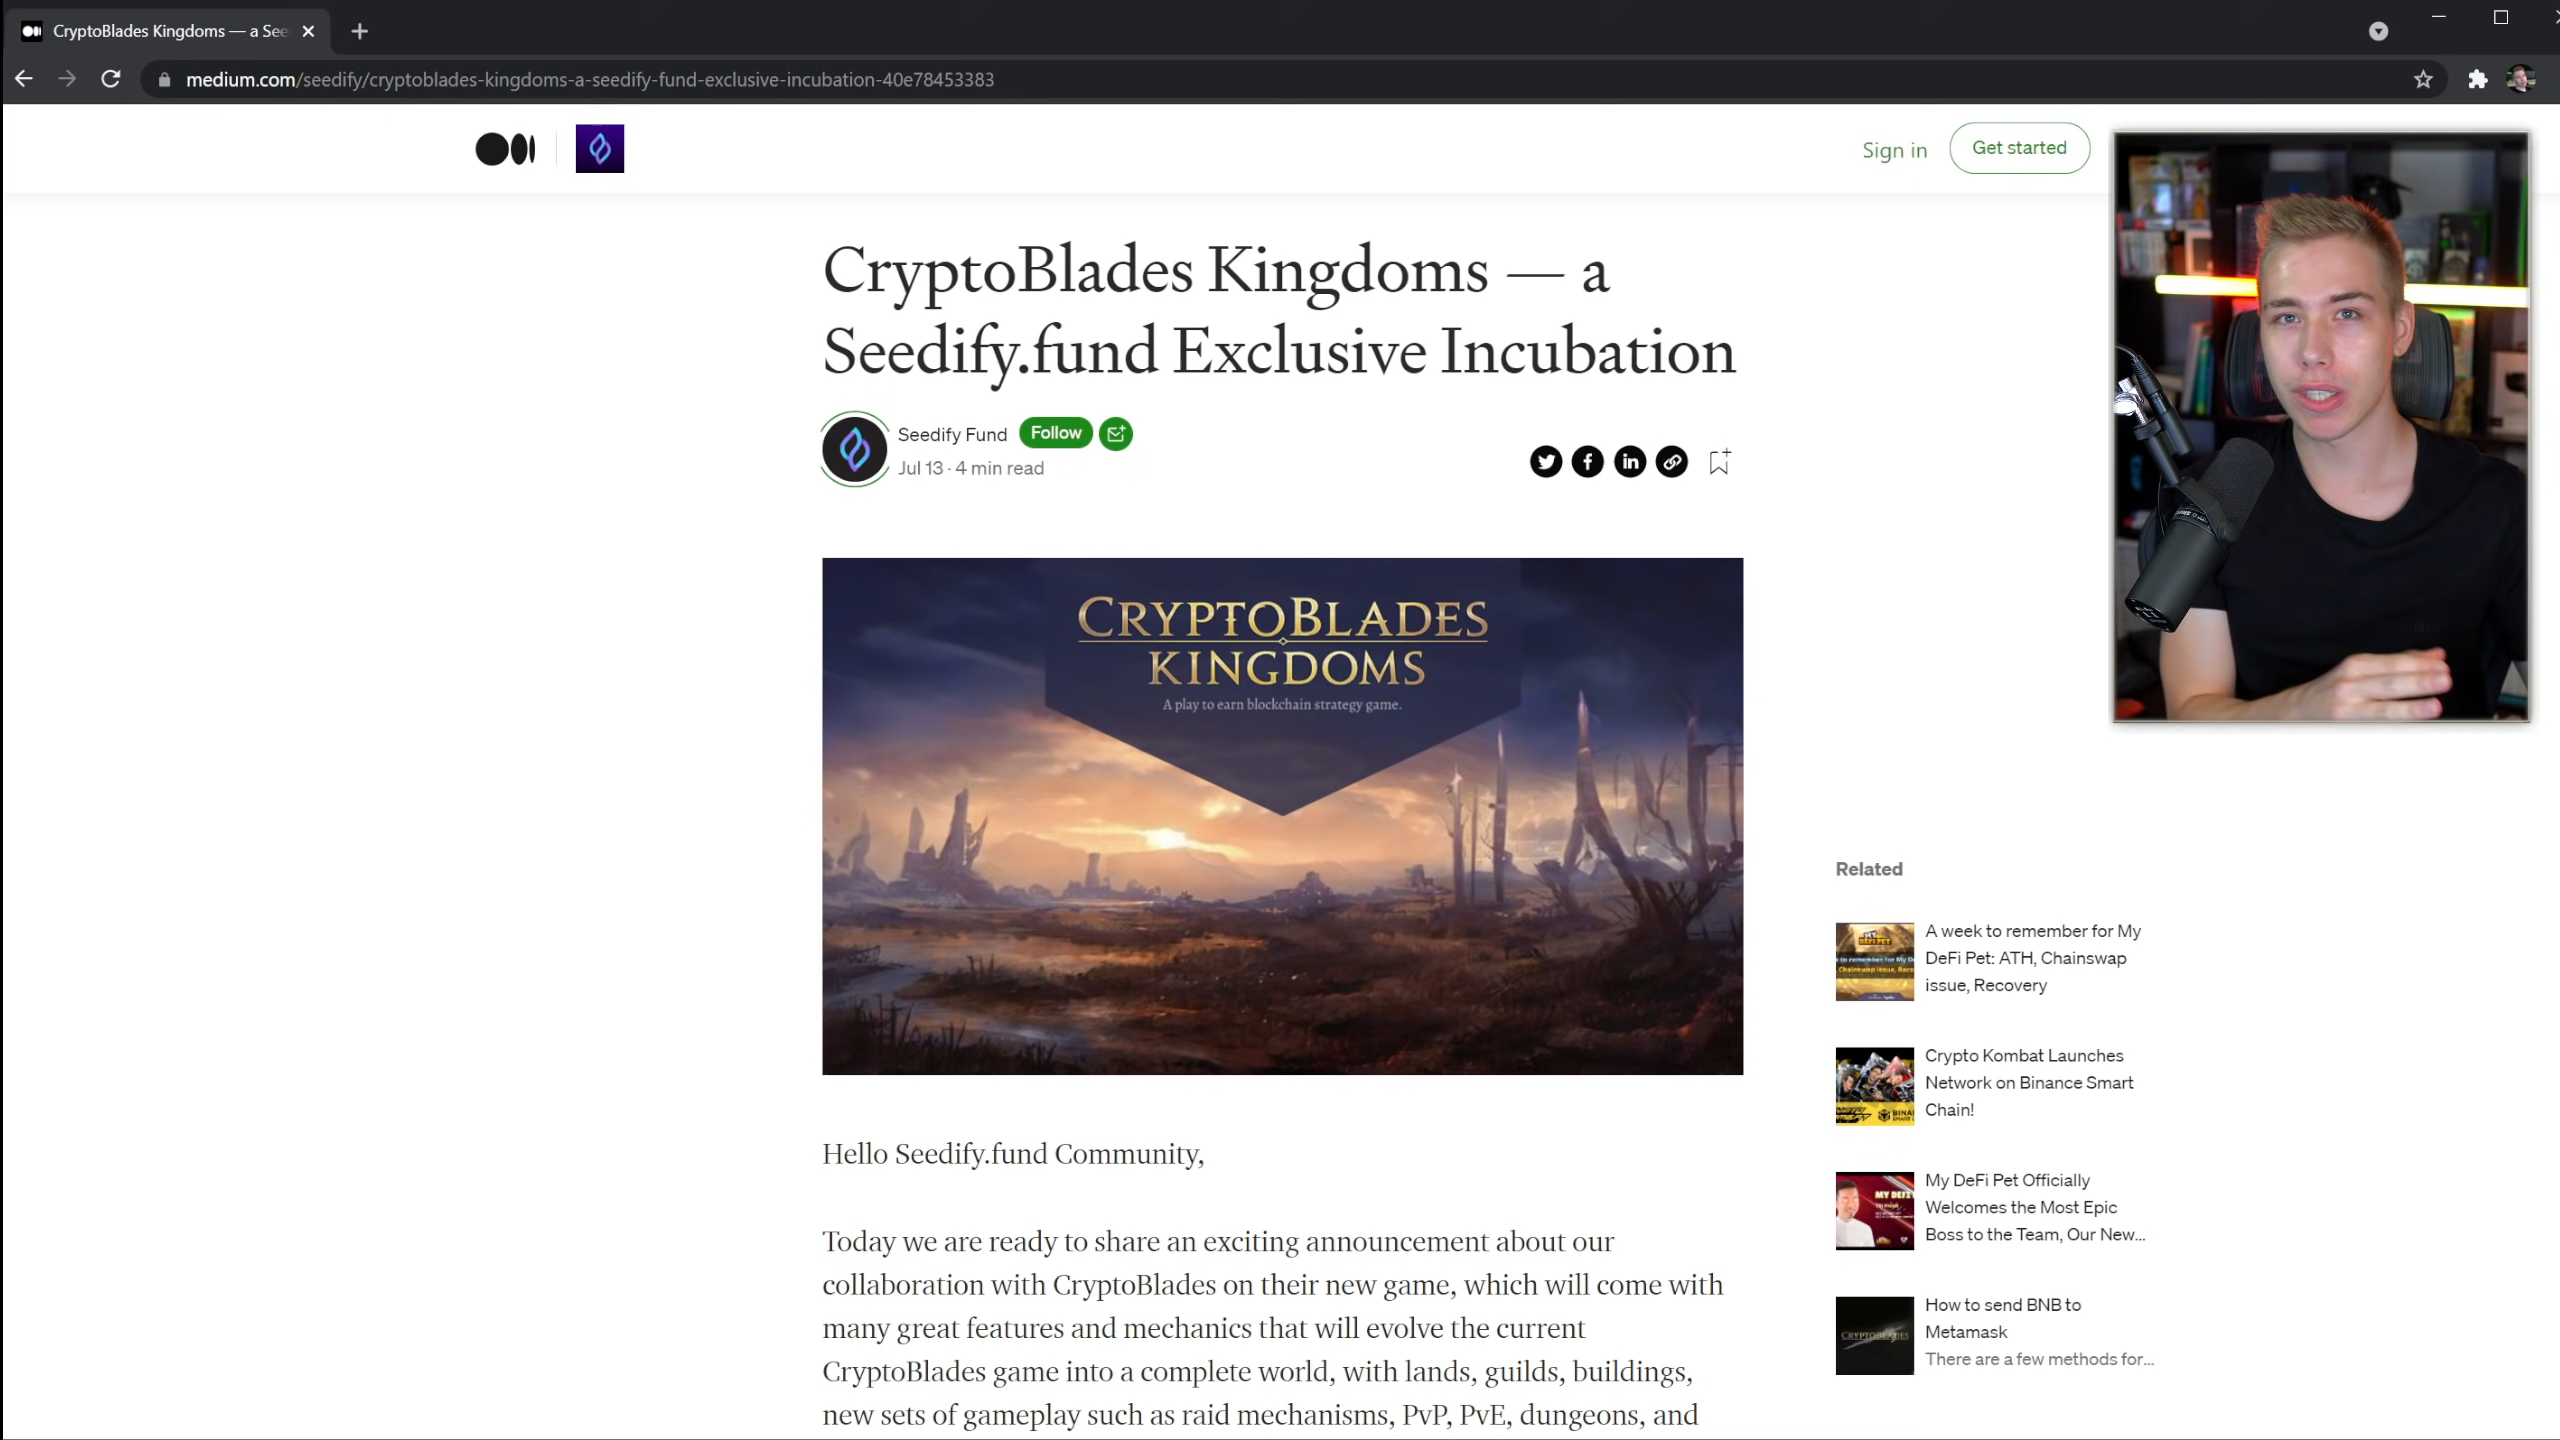 CryptoBlades Kingdoms — a See
medium.com/seedify/cryptoblades-kingdoms-a-seedify-fund-exclusive-incubation-40e78453383
Sign in
Get started
CryptoBlades Kingdoms — a
Seedify.fund Exclusive Incubation
Seedify Fund
Follow
Jul 13 · 4 min read
CRYPTOBLADES
KINGDOMS
A play to earn blockchain strategy game.
Hello Seedify.fund Community,
Today we are ready to share an exciting announcement about our
collaboration with CryptoBlades on their new game, which will come with
many great features and mechanics that will evolve the current
CryptoBlades game into a complete world, with lands, guilds, buildings,
new sets of gameplay such as raid mechanisms, PvP, PvE, dungeons, and
Related
A week to remember for My
DeFi Pet: ATH, Chainswap
issue, Recovery
Crypto Kombat Launches
Network on Binance Smart
Chain!
MY DEFI
My DeFi Pet Officially
Welcomes the Most Epic
Boss to the Team, Our New...
CRYPTOBLADES
How to send BNB to
Metamask
There are a few methods for...